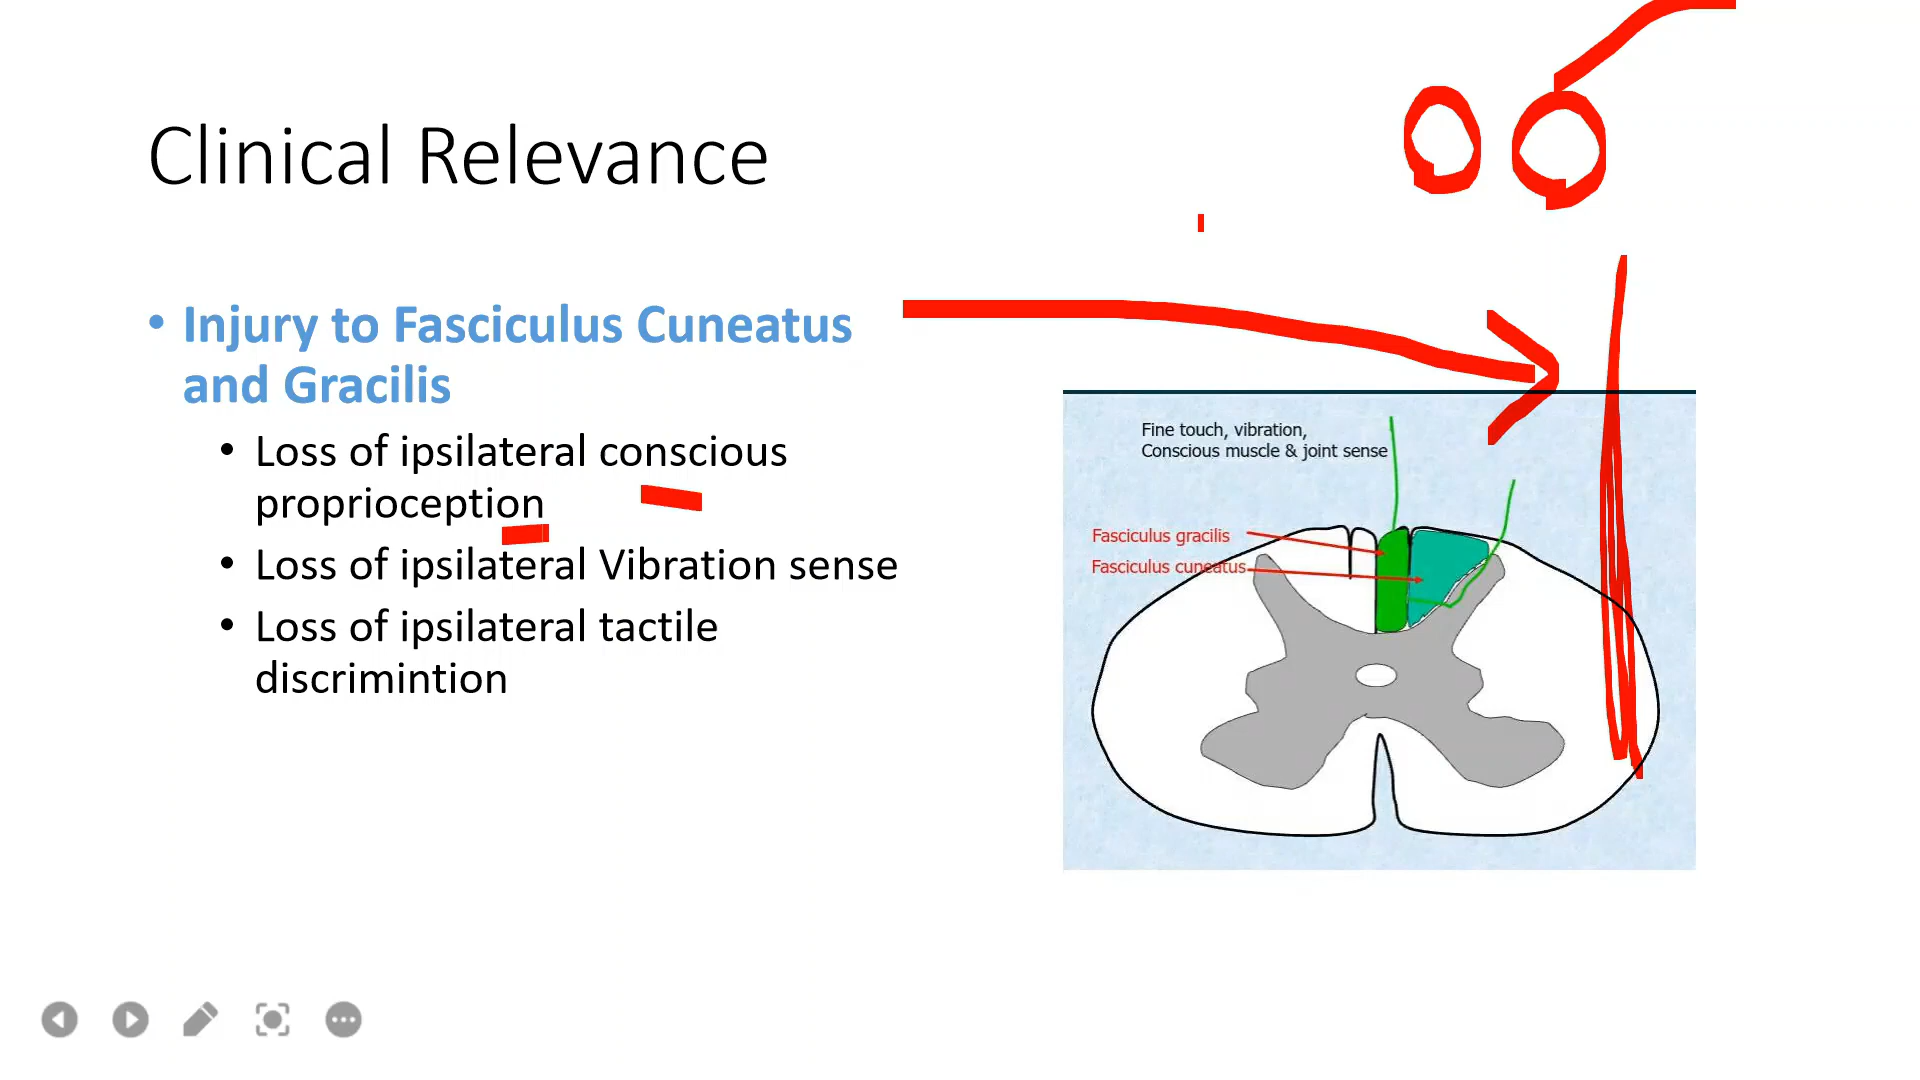 Clinical Relevance
• Injury to Fasciculus Cuneatus
and Gracilis
• Loss of ipsilateral conscious
proprioception
• Loss of ipsilateral Vibration sense
• Loss of ipsilateral tactile
discrimintion
Fine touch, vibration,
Conscious muscle & joint sense
Fasciculus gracilis
Fasciculus cuneatus